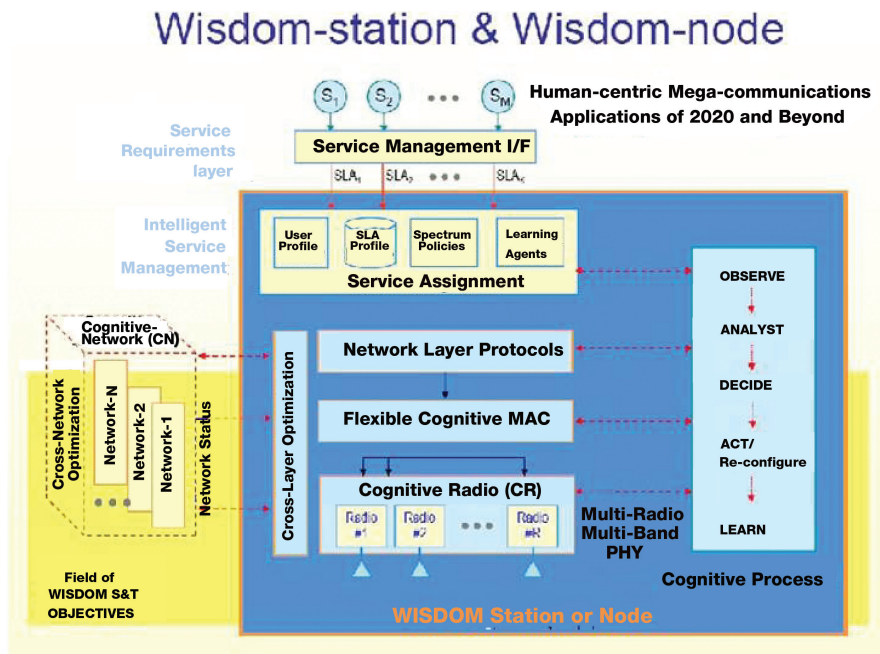 Wisdom-station & Wisdom-node
S1 S2 ••• SM
Human-centric Mega-communications
Applications of 2020 and Beyond
Service
Requirements
layer
Service Management I/F
SLA1 SLA2 •••
Intelligent
Service
Management
User
Profile
SLA
Profile
Spectrum
Policies
Learning
Agents
Service Assignment
OBSERVE
ANALYST
DECIDE
ACT/
Re-configure
LEARN
Cognitive Process
Cognitive-
Network (CN)
Cross-Network
Optimization
Network-N
Network-2
Network-1
•••
Network Status
Cross-Layer Optimization
Network Layer Protocols
Flexible Cognitive MAC
Cognitive Radio (CR)
Radio
#1
Radio
#2
•••
Radio
#R
Multi-Radio
Multi-Band
PHY
Field of
WISDOM S&T
OBJECTIVES
WISDOM Station or Node